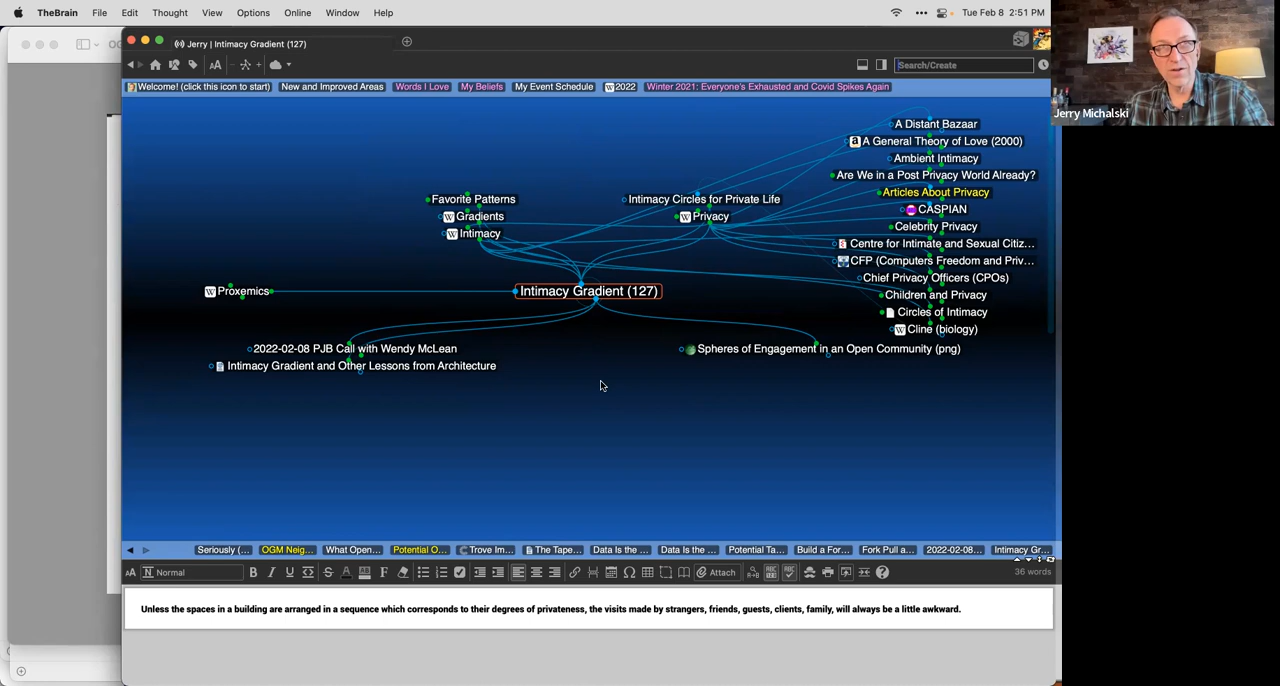 TheBrain File Edit Thought View Options Online Window Help Tue Feb 8 2:51 PM
Jerry | Intimacy Gradient (127)
Search/Create
Welcome! (click this icon to start) New and Improved Areas Words I Love My Beliefs My Event Schedule 2022 Winter 2021: Everyone's Exhausted and Covid Spikes Again
Jerry Michalski
A Distant Bazaar
A General Theory of Love (2000)
Ambient Intimacy
Are We in a Post Privacy World Already?
Articles About Privacy
CASPIAN
Celebrity Privacy
Centre for Intimate and Sexual Citiz...
CFP (Computers Freedom and Priv...
Chief Privacy Officers (CPOs)
Children and Privacy
Circles of Intimacy
Cline (biology)
Favorite Patterns
Gradients
Intimacy
Intimacy Circles for Private Life
Privacy
Proxemics
Intimacy Gradient (127)
2022-02-08 PJB Call with Wendy McLean
Intimacy Gradient and Other Lessons from Architecture
Spheres of Engagement in an Open Community (png)
Seriously (... OGM Neig... What Open... Potential O... Trove Im... The Tape... Data Is the ... Data Is the ... Potential Ta... Build a For... Fork Pull a... 2022-02-08... Intimacy Gr...
Normal B I U S A F Attach 36 words
Unless the spaces in a building are arranged in a sequence which corresponds to their degrees of privateness, the visits made by strangers, friends, guests, clients, family, will always be a little awkward.